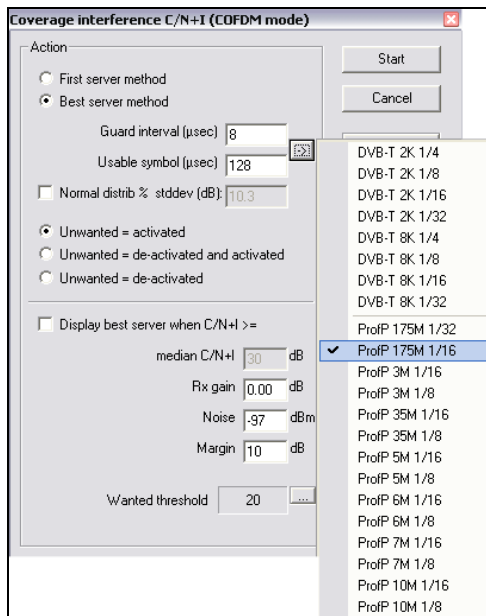 Coverage interference C/N+I (COFDM mode)
Action
First server method
Best server method
Guard interval (µsec) 8
Usable symbol (µsec) 128
->
Normal distrib % stddev (dB): 10.3
Unwanted = activated
Unwanted = de-activated and activated
Unwanted = de-activated
Display best server when C/N+I >=
median C/N+I 30 dB
Rx gain 0.00 dB
Noise -97 dBm
Margin 10 dB
Wanted threshold 20 ...
Start
Cancel
DVB-T 2K 1/4
DVB-T 2K 1/8
DVB-T 2K 1/16
DVB-T 2K 1/32
DVB-T 8K 1/4
DVB-T 8K 1/8
DVB-T 8K 1/16
DVB-T 8K 1/32
ProfP 175M 1/32
ProfP 175M 1/16
ProfP 3M 1/16
ProfP 3M 1/8
ProfP 35M 1/16
ProfP 35M 1/8
ProfP 5M 1/16
ProfP 5M 1/8
ProfP 6M 1/16
ProfP 6M 1/8
ProfP 7M 1/16
ProfP 7M 1/8
ProfP 10M 1/16
ProfP 10M 1/8